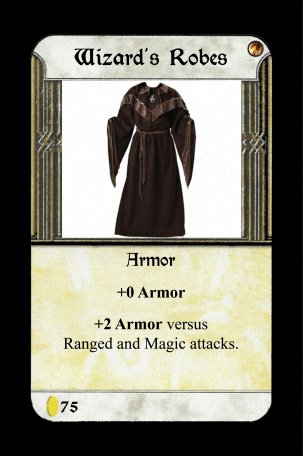 Wizard's Robes
Armor
+0 Armor
+2 Armor versus
Ranged and Magic attacks.
75